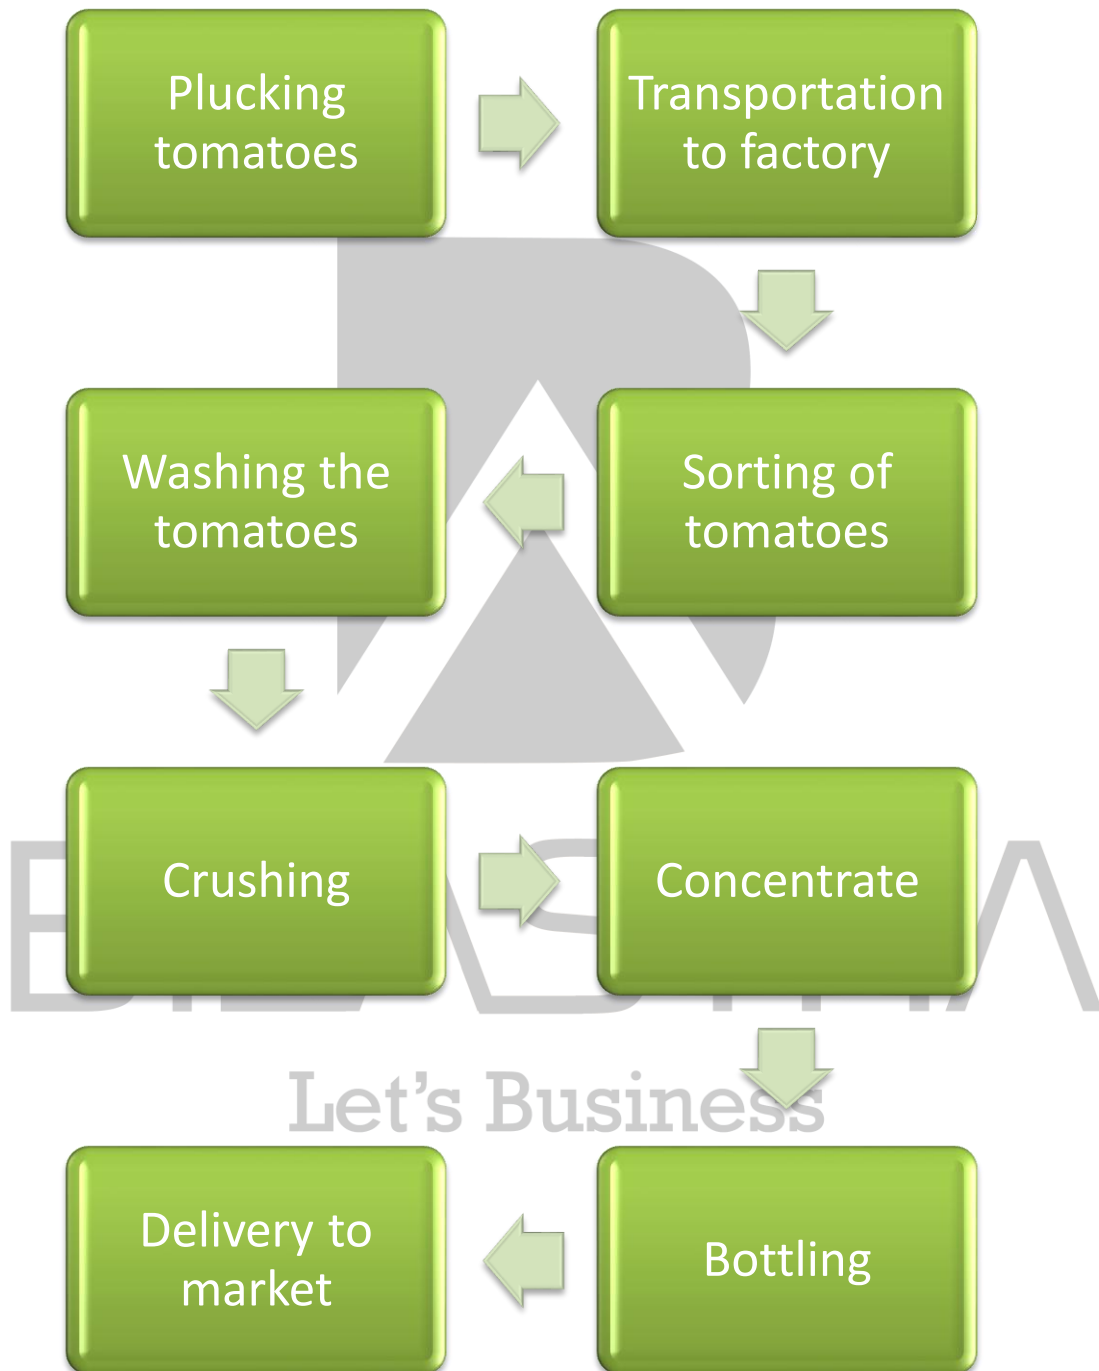 Plucking
tomatoes
Transportation
to factory
Sorting of
tomatoes
Washing the
tomatoes
Crushing
Concentrate
Let's Business
Bottling
Delivery to
market